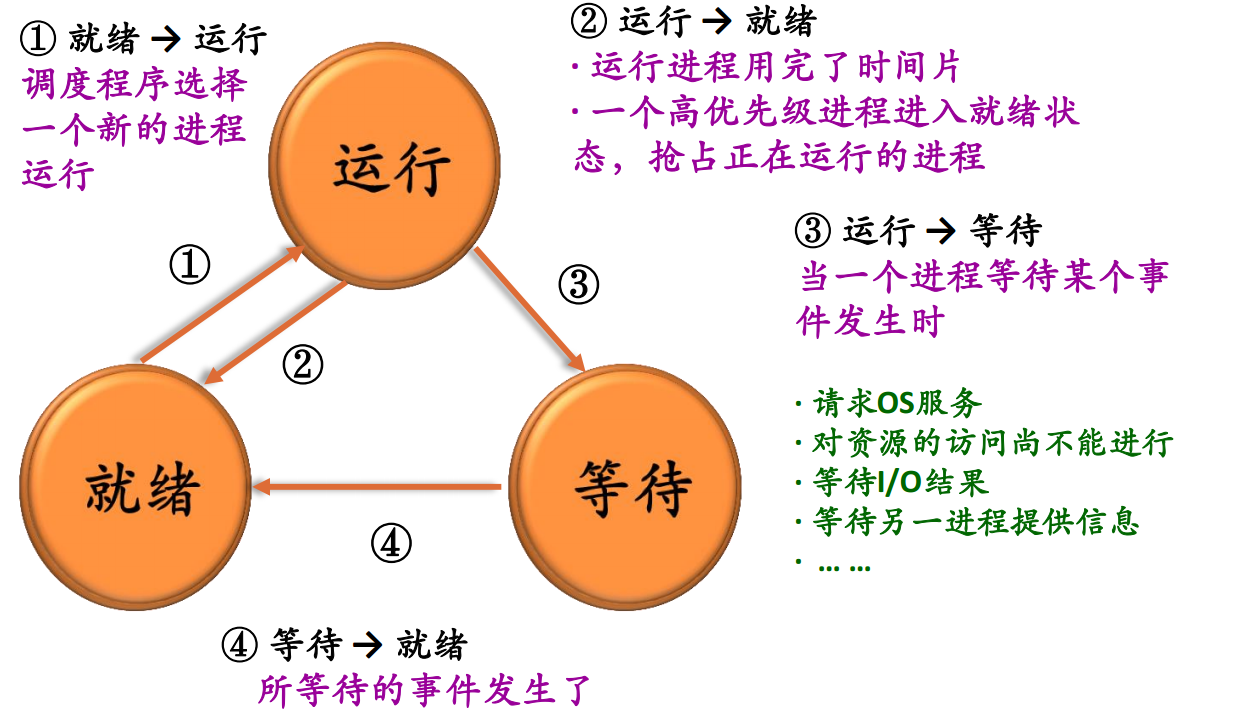 ① 就绪 → 运行
调度程序选择
一个新的进程
运行
② 运行 → 就绪
· 运行进程用完了时间片
· 一个高优先级进程进入就绪状
态，抢占正在运行的进程
运行
③ 运行 → 等待
当一个进程等待某个事
件发生时
①
③
②
· 请求OS服务
· 对资源的访问尚不能进行
· 等待I/O结果
· 等待另一进程提供信息
· … …
就绪
等待
④
④ 等待 → 就绪
所等待的事件发生了